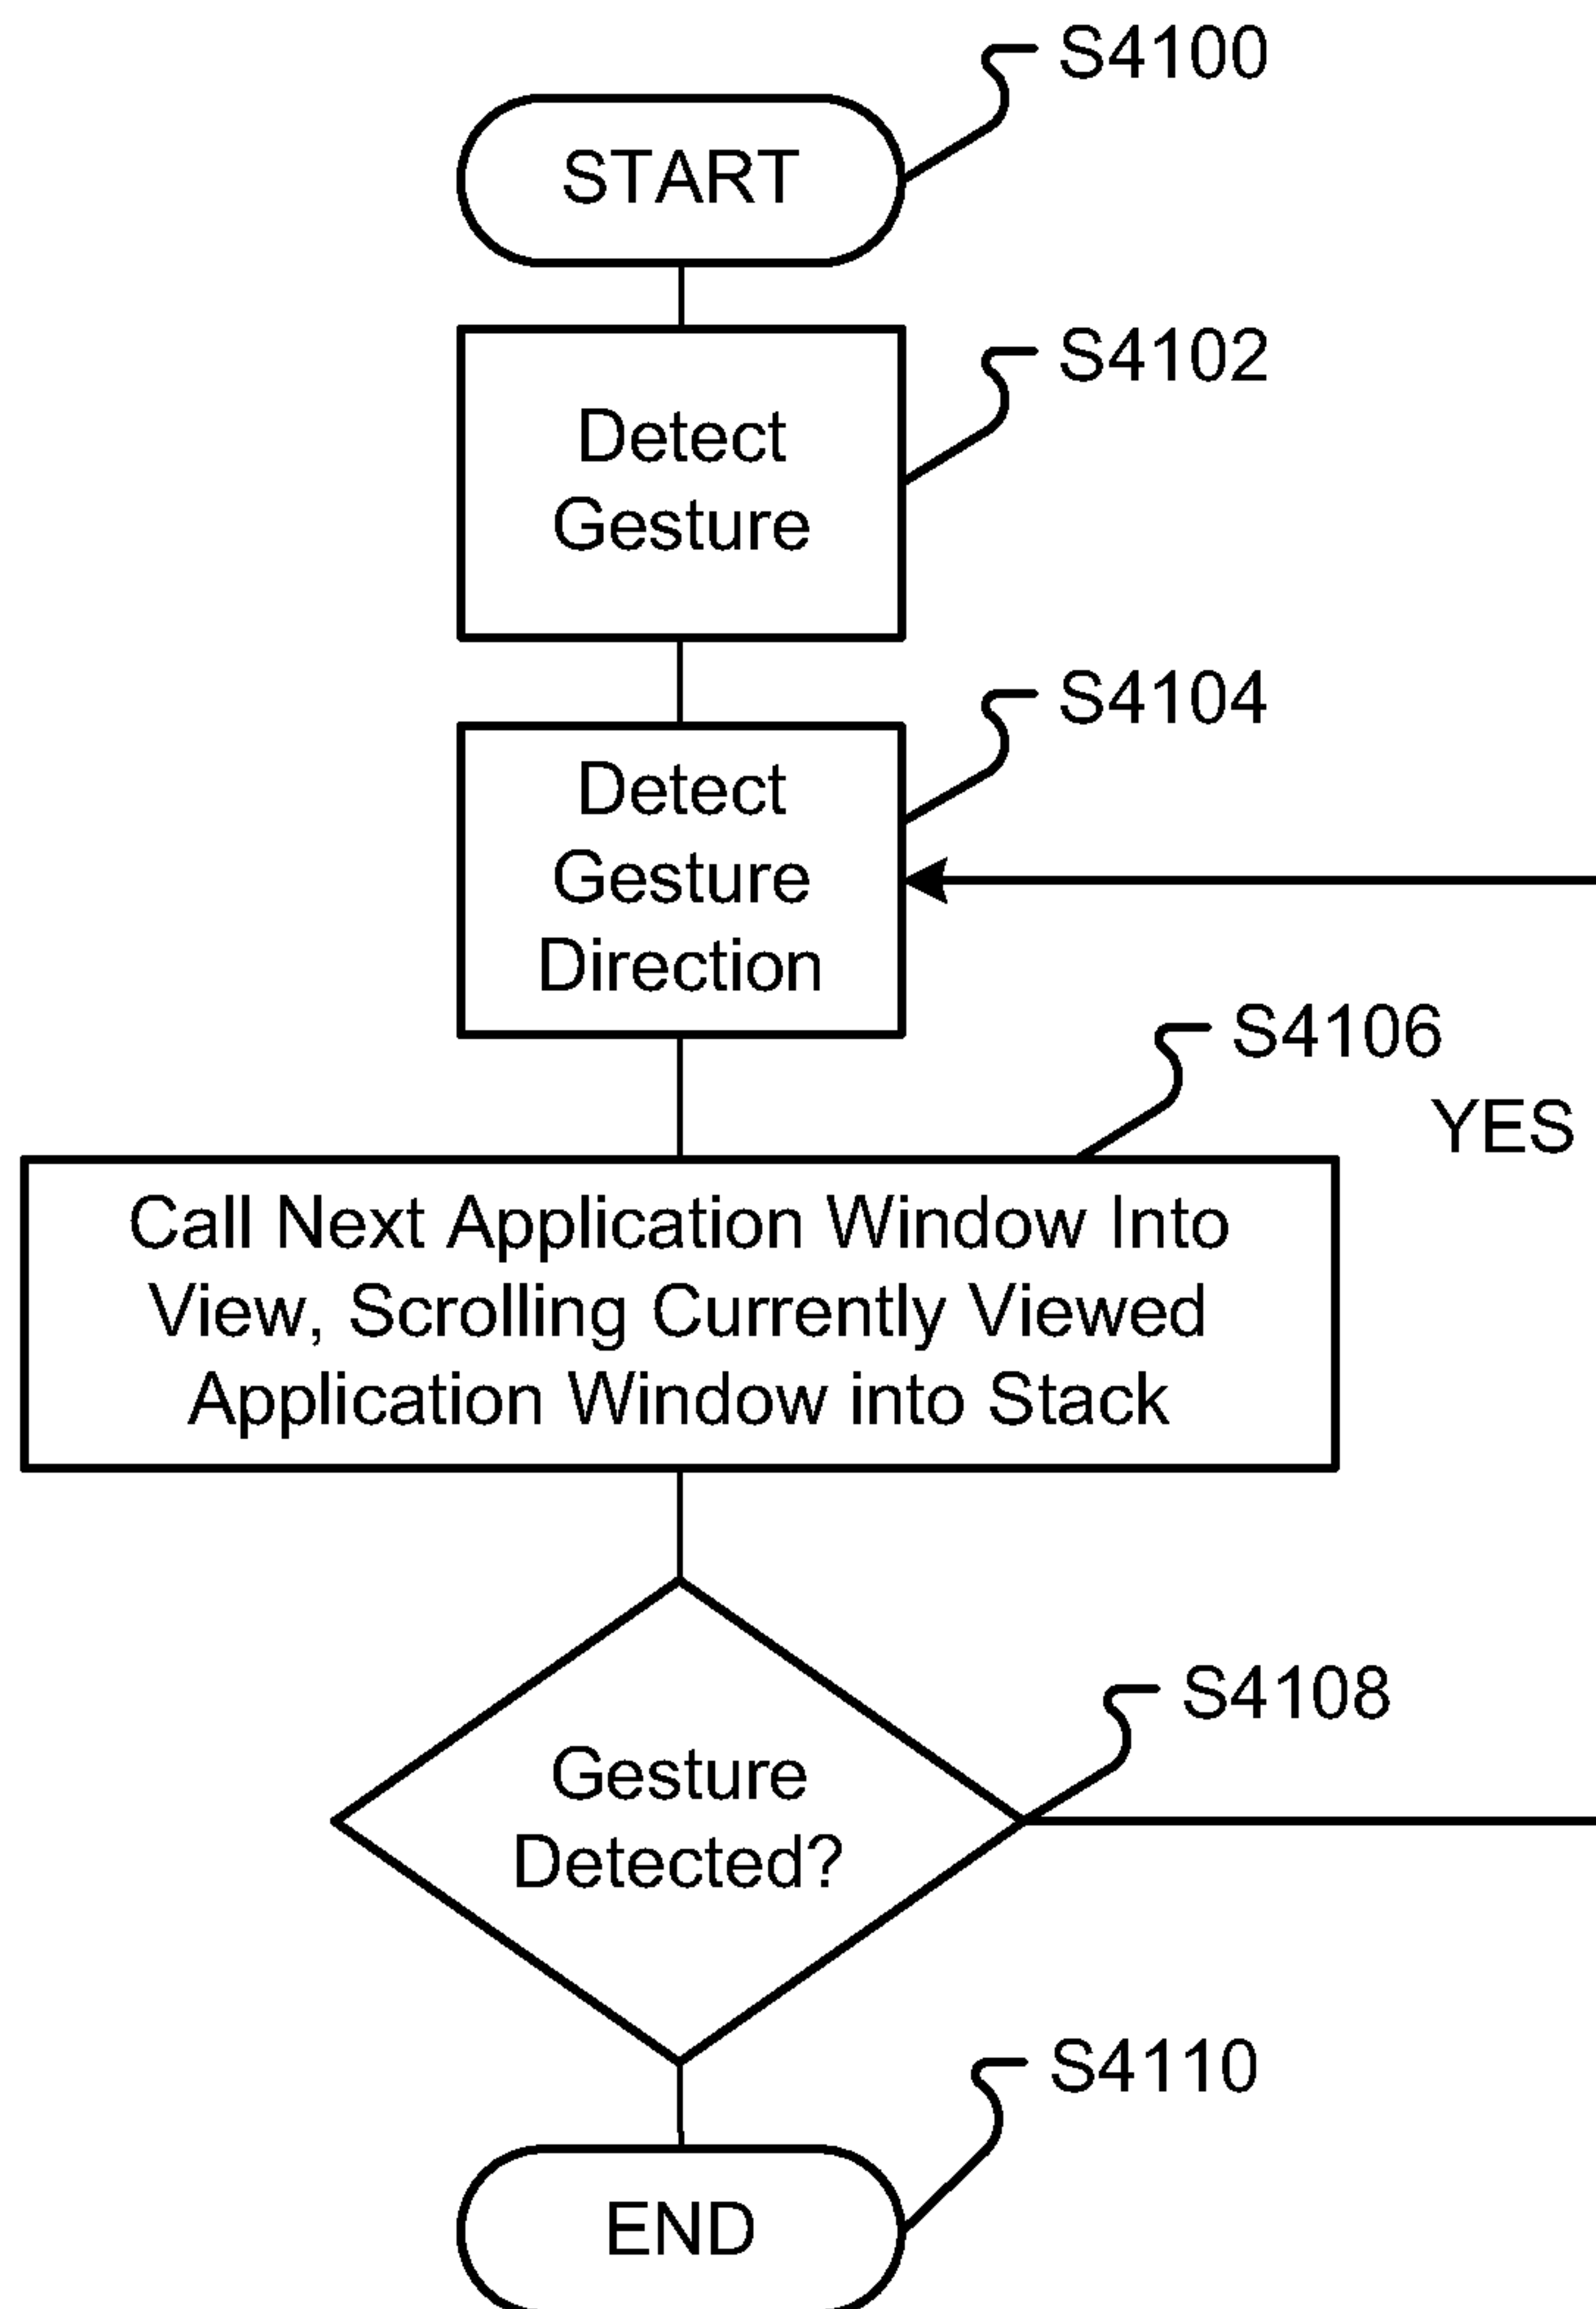 S4100
START
S4102
Detect
Gesture
S4104
Detect
Gesture
Direction
S4106
YES
Call Next Application Window Into
View, Scrolling Currently Viewed
Application Window into Stack
S4108
Gesture
Detected?
S4110
END